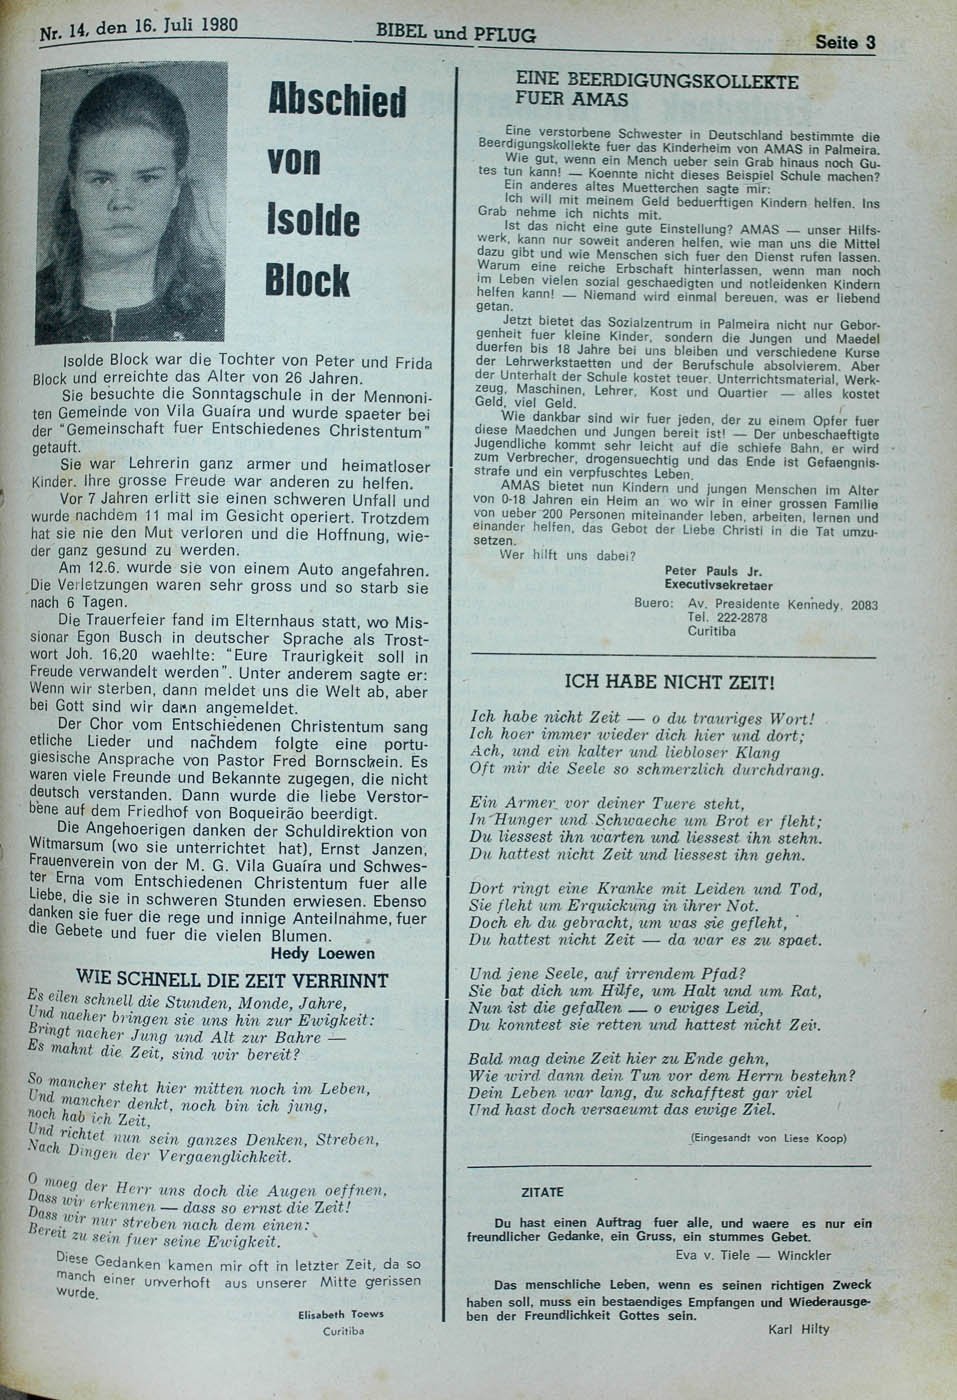 Nr. 14, den 16. Juli 1980
BIBEL und PFLUG
Seite 3
Abschied
von
Isolde
Block
Isolde Block war die Tochter von Peter und Frida
Block und erreichte das Alter von 26 Jahren.
Sie besuchte die Sonntagschule in der Mennoni-
ten Gemeinde von Vila Guaíra und wurde spaeter bei
der "Gemeinschaft fuer Entschiedenes Christentum"
getauft.
Sie war Lehrerin ganz armer und heimatloser
Kinder. Ihre grosse Freude war anderen zu helfen.
Vor 7 Jahren erlitt sie einen schweren Unfall und
wurde nachdem 11 mal im Gesicht operiert. Trotzdem
hat sie nie den Mut verloren und die Hoffnung, wie-
der ganz gesund zu werden.
Am 12.6. wurde sie von einem Auto angefahren.
Die Verletzungen waren sehr gross und so starb sie
nach 6 Tagen.
Die Trauerfeier fand im Elternhaus statt, wo Mis-
sionar Egon Busch in deutscher Sprache als Trost-
wort Joh. 16,20 waehlte: "Eure Traurigkeit soll in
Freude verwandelt werden". Unter anderem sagte er:
Wenn wir sterben, dann meldet uns die Welt ab, aber
bei Gott sind wir dann angemeldet.
Der Chor vom Entschiedenen Christentum sang
etliche Lieder und nachdem folgte eine portu-
giesische Ansprache von Pastor Fred Bornschein. Es
waren viele Freunde und Bekannte zugegen, die nicht
deutsch verstanden. Dann wurde die liebe Verstor-
bene auf dem Friedhof von Boqueirão beerdigt.
Die Angehoerigen danken der Schuldirektion von
Witmarsum (wo sie unterrichtet hat), Ernst Janzen,
Frauenverein von der M. G. Vila Guaíra und Schwes-
ter Erna vom Entschiedenen Christentum fuer alle
Liebe, die sie in schweren Stunden erwiesen. Ebenso
danken sie fuer die rege und innige Anteilnahme, fuer
die Gebete und fuer die vielen Blumen.
Hedy Loewen
WIE SCHNELL DIE ZEIT VERRINNT
Es eilen schnell die Stunden, Monde, Jahre,
Und naeher bringen sie uns hin zur Ewigkeit:
Bringt naeher Jung und Alt zur Bahre —
Es mahnt die Zeit, sind wir bereit?
So mancher steht hier mitten noch im Leben,
Und mancher denkt, noch bin ich jung,
noch hab ich Zeit,
Und richtet nun sein ganzes Denken, Streben,
Nach Dingen der Vergaenglichkeit.
O moeg der Herr uns doch die Augen oeffnen,
Dass wir erkennen — dass so ernst die Zeit!
Dass wir nur streben nach dem einen:
Bereit zu sein fuer seine Ewigkeit.
Diese Gedanken kamen mir oft in letzter Zeit, da so
manch einer unverhoft aus unserer Mitte gerissen
wurde.
Elisabeth Toews
Curitiba
EINE BEERDIGUNGSKOLLEKTE
FUER AMAS
Eine verstorbene Schwester in Deutschland bestimmte die
Beerdigungskollekte fuer das Kinderheim von AMAS in Palmeira.
Wie gut, wenn ein Mench ueber sein Grab hinaus noch Gu-
tes tun kann! — Koennte nicht dieses Beispiel Schule machen?
Ein anderes altes Muetterchen sagte mir:
Ich will mit meinem Geld beduerftigen Kindern helfen. Ins
Grab nehme ich nichts mit.
Ist das nicht eine gute Einstellung? AMAS — unser Hilfs-
werk, kann nur soweit anderen helfen, wie man uns die Mittel
dazu gibt und wie Menschen sich fuer den Dienst rufen lassen.
Warum eine reiche Erbschaft hinterlassen, wenn man noch
im Leben vielen sozial geschaedigten und notleidenken Kindern
helfen kann! — Niemand wird einmal bereuen, was er liebend
getan.
Jetzt bietet das Sozialzentrum in Palmeira nicht nur Gebor-
genheit fuer kleine Kinder, sondern die Jungen und Maedel
duerfen bis 18 Jahre bei uns bleiben und verschiedene Kurse
der Lehrwerkstaetten und der Berufschule absolvierem. Aber
der Unterhalt der Schule kostet teuer. Unterrichtsmaterial, Werk-
zeug, Maschinen, Lehrer, Kost und Quartier — alles kostet
Geld, viel Geld.
Wie dankbar sind wir fuer jeden, der zu einem Opfer fuer
diese Maedchen und Jungen bereit ist! — Der unbeschaeftigte
Jugendliche kommt sehr leicht auf die schiefe Bahn, er wird
zum Verbrecher, drogensuechtig und das Ende ist Gefaengnis-
strafe und ein verpfuschtes Leben.
AMAS bietet nun Kindern und jungen Menschen im Alter
von 0-18 Jahren ein Heim an wo wir in einer grossen Familie
von ueber 200 Personen miteinander leben, arbeiten, lernen und
einander helfen, das Gebot der Liebe Christi in die Tat umzu-
setzen.
Wer hilft uns dabei?
Peter Pauls Jr.
Executivsekretaer
Buero: Av. Presidente Kennedy, 2083
Tel. 222-2878
Curitiba
ICH HABE NICHT ZEIT!
Ich habe nicht Zeit — o du trauriges Wort!
Ich hoer immer wieder dich hier und dort;
Ach, und ein kalter und liebloser Klang
Oft mir die Seele so schmerzlich durchdrang.
Ein Armer vor deiner Tuere steht,
In Hunger und Schwaeche um Brot er fleht;
Du liessest ihn warten und liessest ihn stehn.
Du hattest nicht Zeit und liessest ihn gehn.
Dort ringt eine Kranke mit Leiden und Tod,
Sie fleht um Erquickung in ihrer Not.
Doch eh du gebracht, um was sie gefleht,
Du hattest nicht Zeit — da war es zu spaet.
Und jene Seele, auf irrendem Pfad?
Sie bat dich um Hilfe, um Halt und um Rat,
Nun ist die gefallen — o ewiges Leid,
Du konntest sie retten und hattest nicht Zeit.
Bald mag deine Zeit hier zu Ende gehn,
Wie wird dann dein Tun vor dem Herrn bestehn?
Dein Leben war lang, du schafftest gar viel
Und hast doch versaeumt das ewige Ziel.
(Eingesandt von Liese Koop)
ZITATE
Du hast einen Auftrag fuer alle, und waere es nur ein
freundlicher Gedanke, ein Gruss, ein stummes Gebet.
Eva v. Tiele — Winckler
Das menschliche Leben, wenn es seinen richtigen Zweck
haben soll, muss ein bestaendiges Empfangen und Wiederausge-
ben der Freundlichkeit Gottes sein.
Karl Hilty